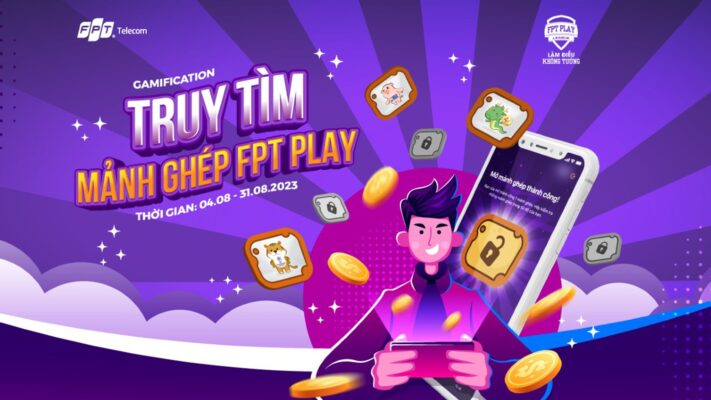 FPT Telecom
FPT PLAY
LÀM ĐIỀU
KHÔNG TƯỞNG
GAMIFICATION
TRUY TÌM
MẢNH GHÉP FPT PLAY
THỜI GIAN: 04.08 - 31.08.2023
Mở mảnh ghép thành công!